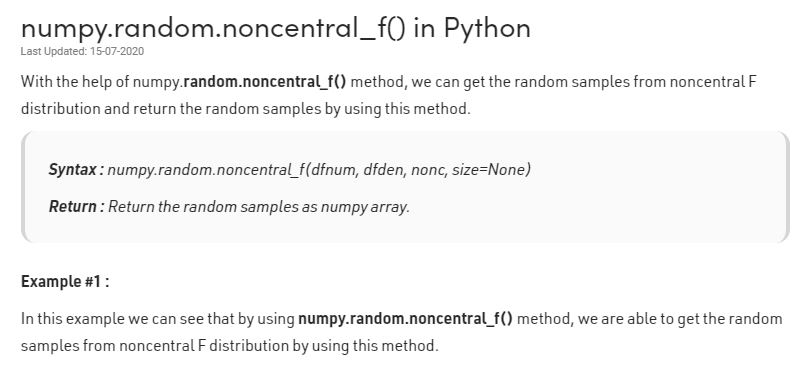 numpy.random.noncentral_f() in Python
Last Updated: 15-07-2020
With the help of numpy.random.noncentral_f() method, we can get the random samples from noncentral F
distribution and return the random samples by using this method.
Syntax : numpy.random.noncentral_f(dfnum, dfden, nonc, size=None)
Return : Return the random samples as numpy array.
Example #1 :
In this example we can see that by using numpy.random.noncentral_f() method, we are able to get the random
samples from noncentral F distribution by using this method.